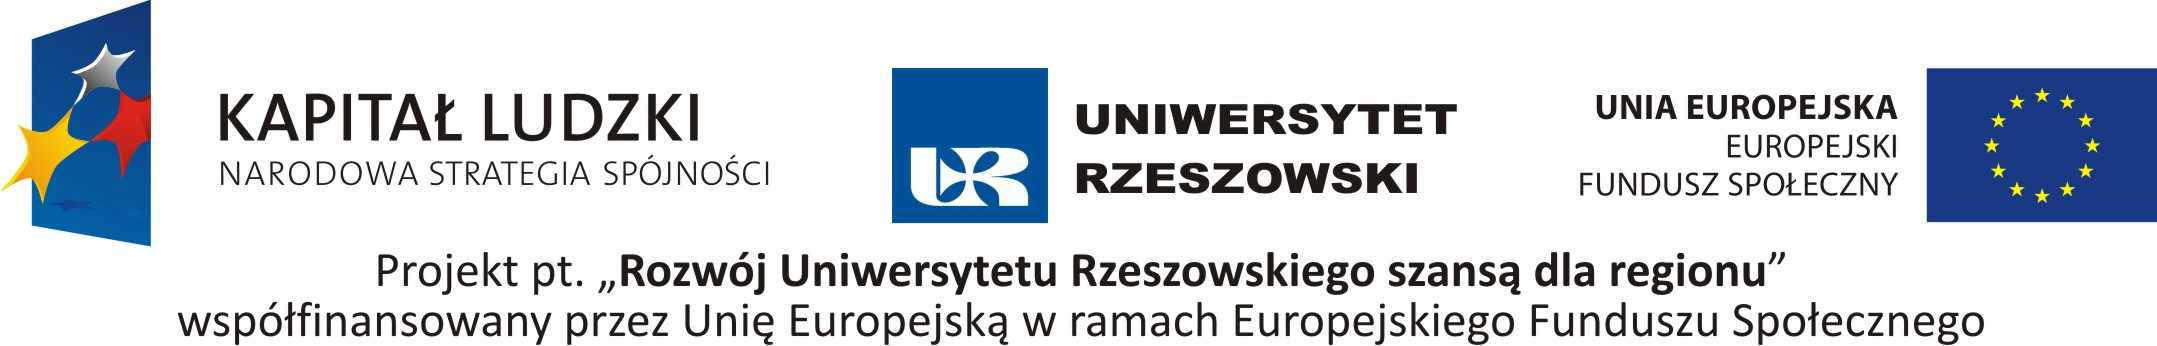 KAPITAŁ LUDZKI
NARODOWA STRATEGIA SPÓJNOŚCI
UR
UNIWERSYTET
RZESZOWSKI
UNIA EUROPEJSKA
EUROPEJSKI
FUNDUSZ SPOŁECZNY
Projekt pt. „Rozwój Uniwersytetu Rzeszowskiego szansą dla regionu”
współfinansowany przez Unię Europejską w ramach Europejskiego Funduszu Społecznego